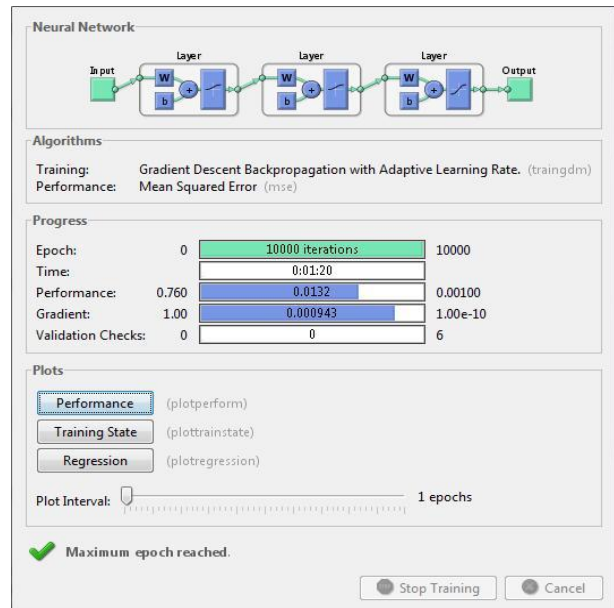 Neural Network
Layer Layer Layer
Input Output
W W W
+ + +
b b b
Algorithms
Training: Gradient Descent Backpropagation with Adaptive Learning Rate. (traingdm)
Performance: Mean Squared Error (mse)
Progress
Epoch: 0 10000 iterations 10000
Time: 0:01:20
Performance: 0.760 0.0132 0.00100
Gradient: 1.00 0.000943 1.00e-10
Validation Checks: 0 0 6
Plots
Performance (plotperform)
Training State (plottrainstate)
Regression (plotregression)
Plot Interval: 1 epochs
Maximum epoch reached.
Stop Training Cancel